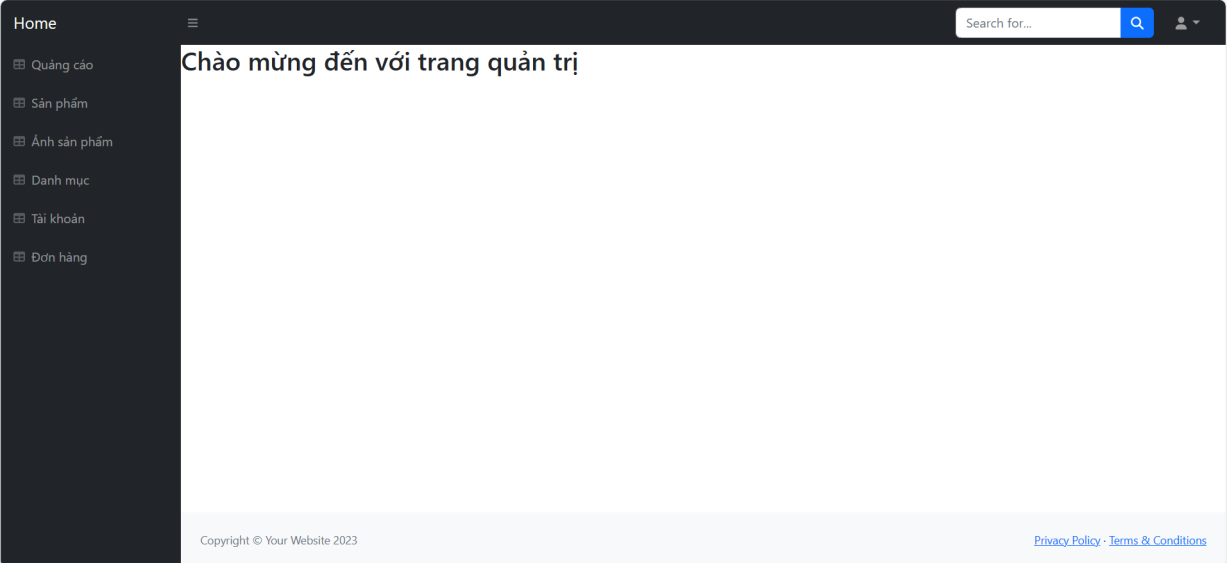 Home
Search for...
Quảng cáo
Sản phẩm
Ảnh sản phẩm
Danh mục
Tài khoản
Đơn hàng
Chào mừng đến với trang quản trị
Copyright © Your Website 2023
Privacy Policy · Terms & Conditions